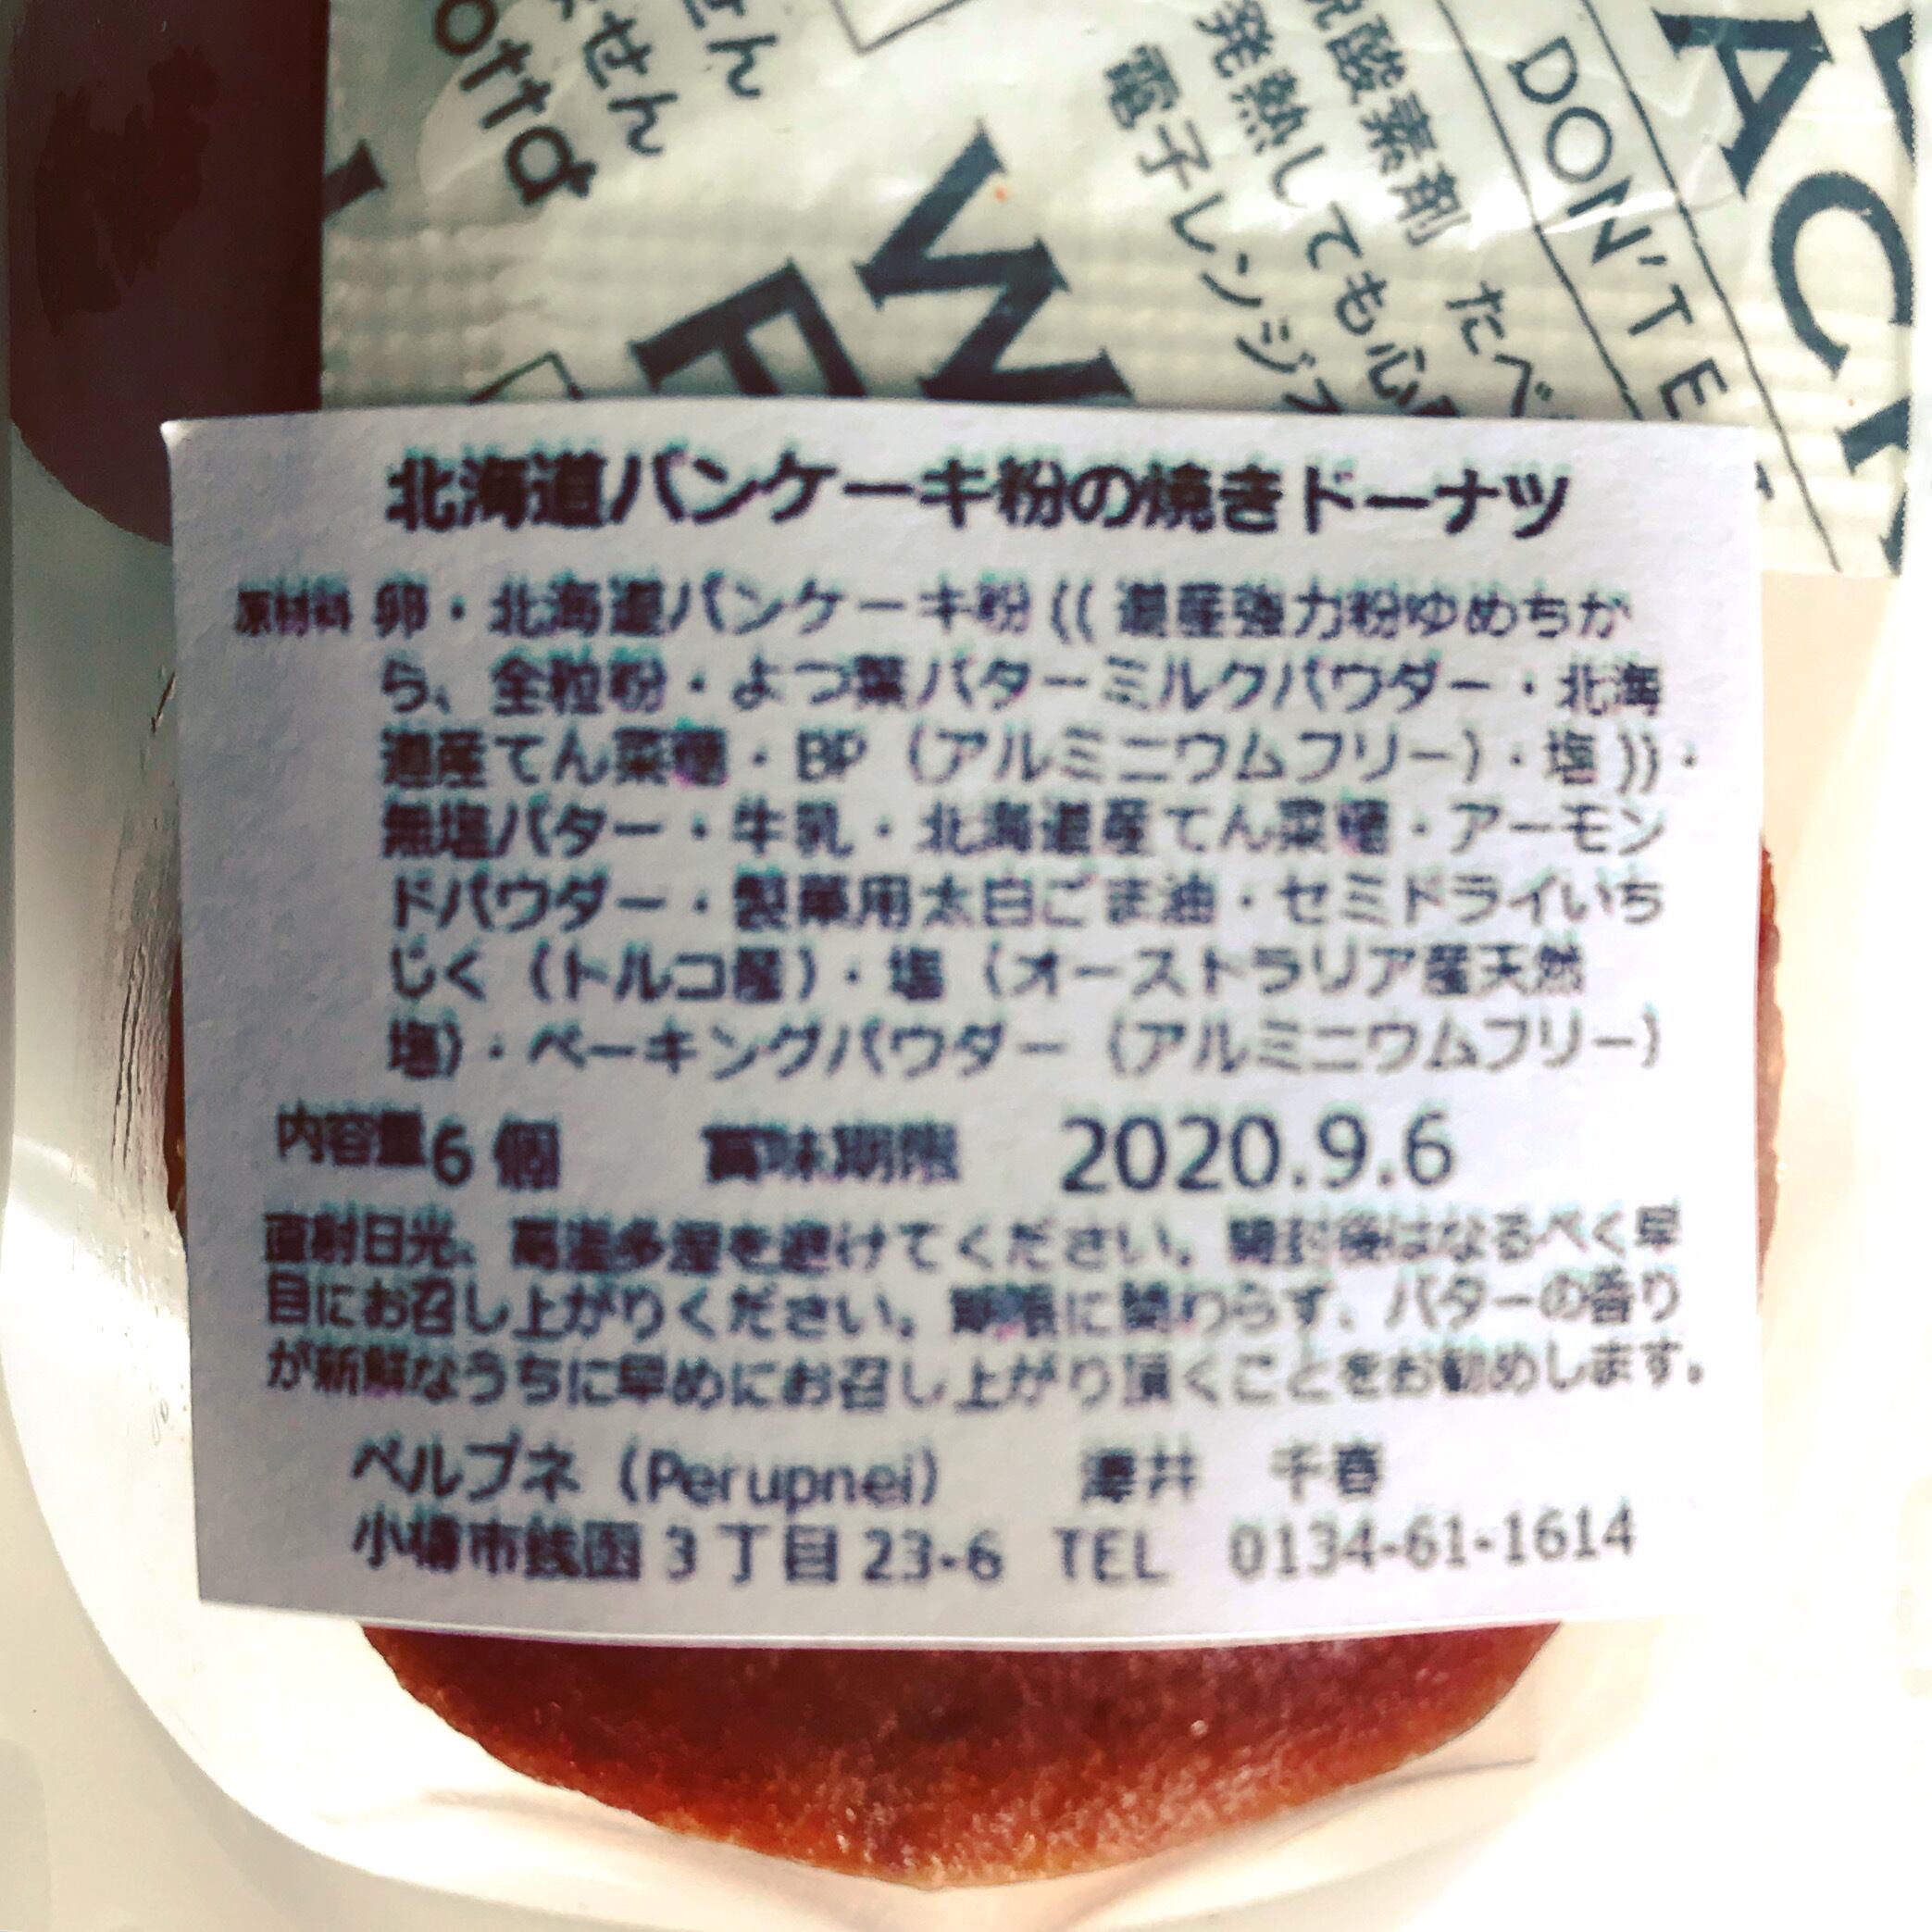 せん
せん
otta
脱酸素剤 たべ
発熱しても心
電子レンジ
DON'T E
AC
W
北海道パンケーキ粉の焼きドーナツ
原材料 卵・北海道パンケーキ粉 (( 道産強力粉ゆめちか
ら、全粒粉・よつ葉バターミルクパウダー・北海
道産てん菜糖・BP（アルミニウムフリー）・塩 ))・
無塩バター・牛乳・北海道産てん菜糖・アーモン
ドパウダー・製菓用太白ごま油・セミドライいち
じく（トルコ産）・塩（オーストラリア産天然
塩）・ベーキングパウダー（アルミニウムフリー）
内容量6 個 賞味期限 2020.9.6
直射日光、高温多湿を避けてください。開封後はなるべく早
目にお召し上がりください。期限に関わらず、バターの香り
が新鮮なうちに早めにお召し上がり頂くことをお勧めします。
ペルプネ（Perupnei） 澤井 千春
小樽市銭函 3 丁目 23-6 TEL 0134-61-1614